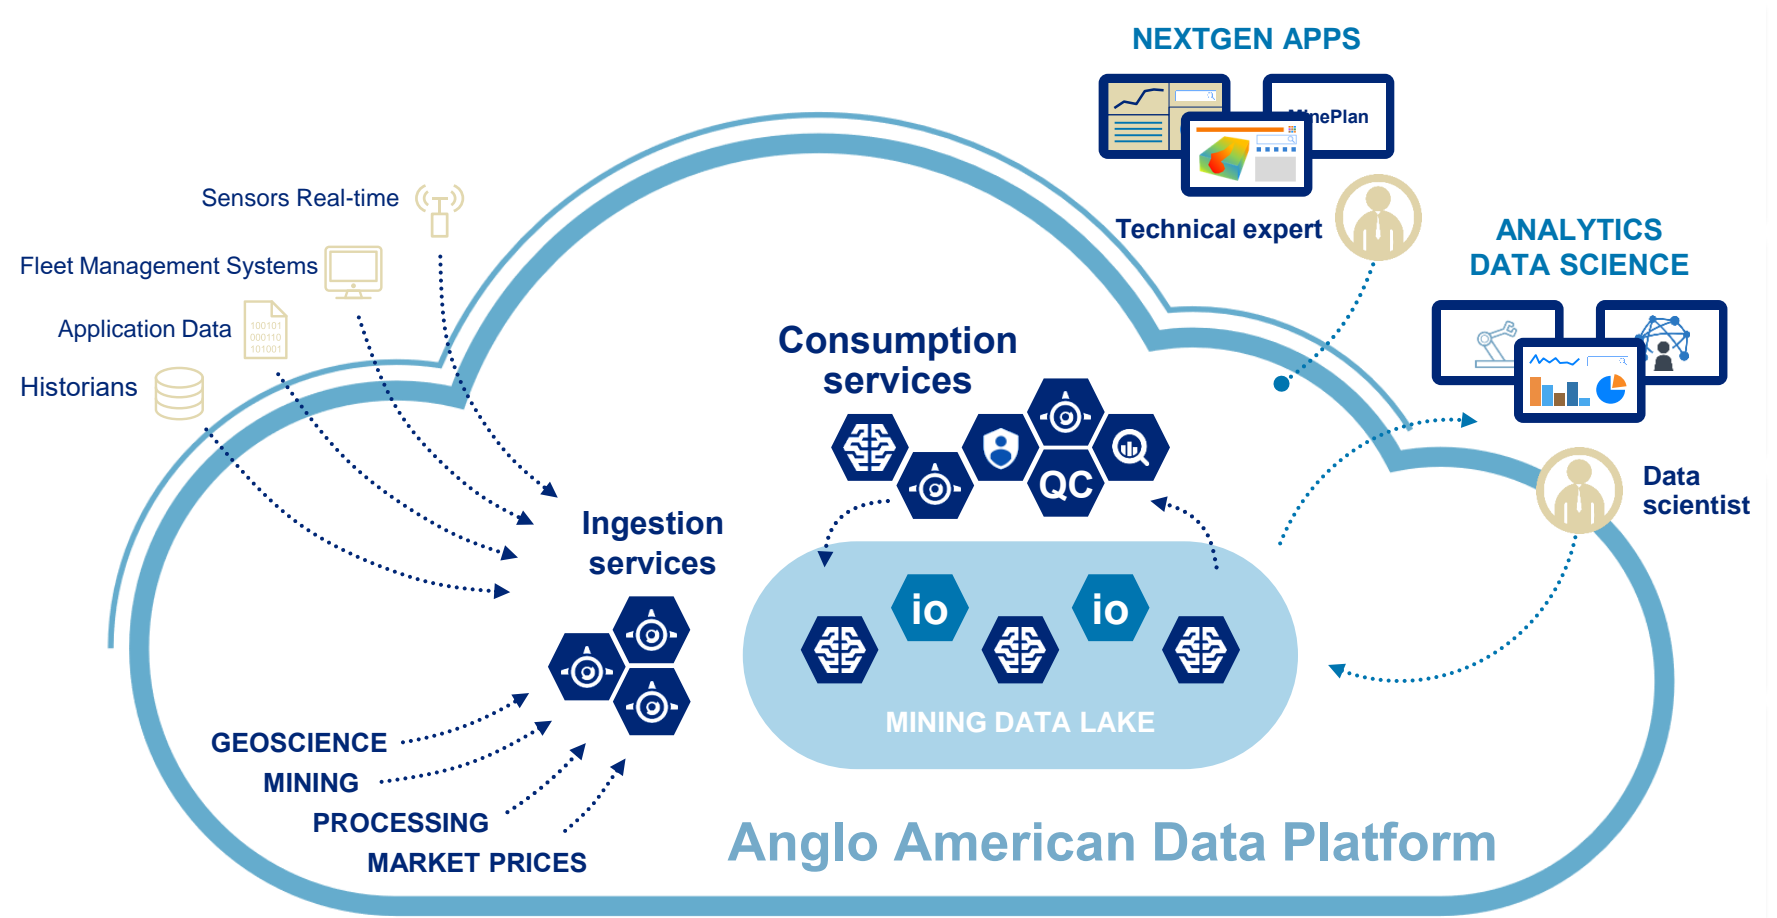 NEXTGEN APPS
MinePlan
Technical expert
ANALYTICS
DATA SCIENCE
Data
scientist
Sensors Real-time
Fleet Management Systems
Application Data
100101
000110
101001
Historians
Consumption
services
QC
Ingestion
services
io
io
MINING DATA LAKE
GEOSCIENCE
MINING
PROCESSING
MARKET PRICES
Anglo American Data Platform